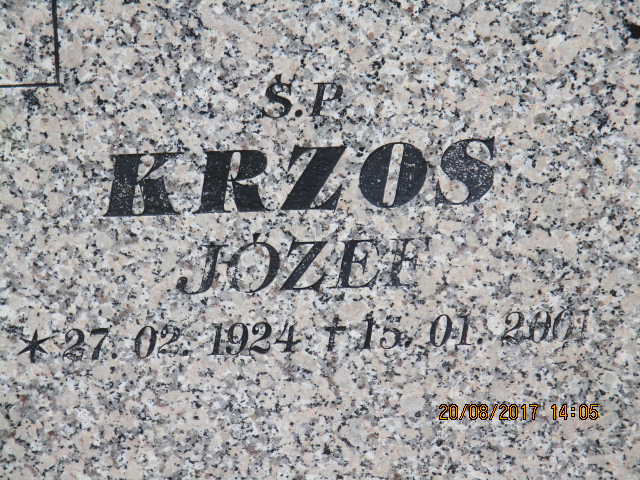 Ś.P
KRZOS
JÓZEF
* 27. 02. 1924 † 15. 01. 2001
20/08/2017 14:05